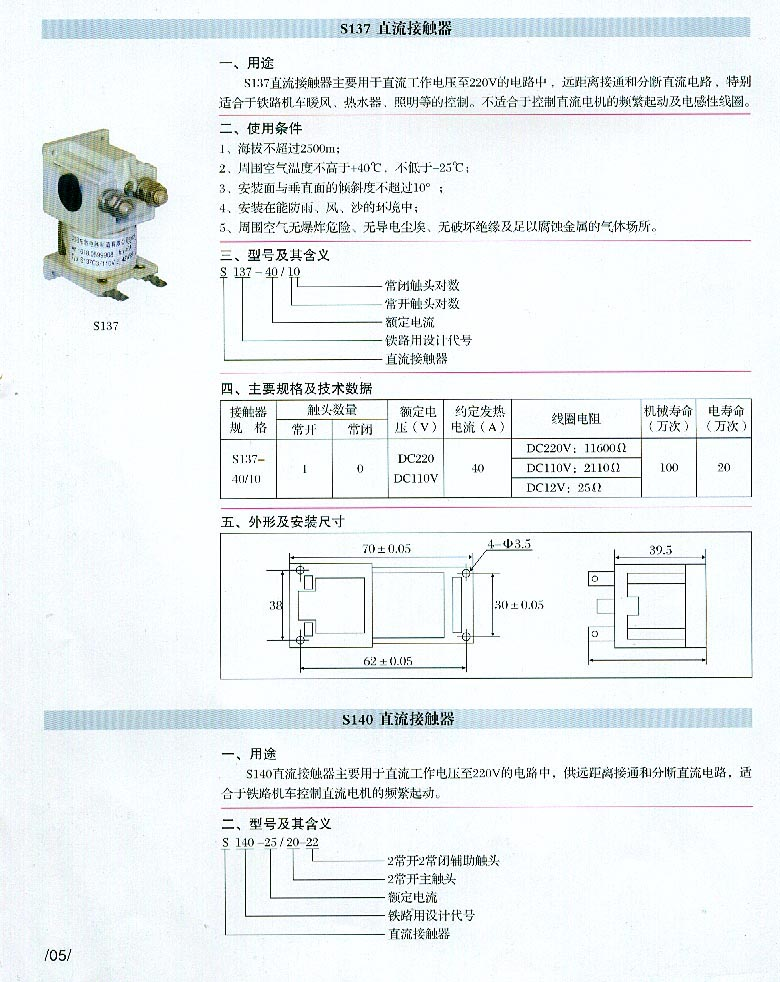 S137 直流接触器
一、用途
S137直流接触器主要用于直流工作电压至220V的电路中，远距离接通和分断直流电路，特别
适合于铁路机车暖风、热水器、照明等的控制。不适合于控制直流电机的频繁起动及电感性线圈。
二、使用条件
1、海拔不超过2500m；
2、周围空气温度不高于+40℃，不低于-25℃；
3、安装面与垂直面的倾斜度不超过10°；
4、安装在能防雨、风、沙的环境中；
5、周围空气无爆炸危险、无导电尘埃、无破坏绝缘及足以腐蚀金属的气体场所。
S137
三、型号及其含义
S 137-40/10
常闭触头对数
常开触头对数
额定电流
铁路用设计代号
直流接触器
四、主要规格及技术数据
接触器 触头数量 额定电 约定发热 线圈电阻 机械寿命 电寿命
规 格 常开 常闭 压（V） 电流（A） （万次） （万次）
S137-40/10 1 0 DC220 DC110V 40 DC220V；11600Ω 100 20
DC110V；2110Ω
DC12V；25Ω
五、外形及安装尺寸
70±0.05
4-Φ3.5
39.5
38
30±0.05
62±0.05
S140 直流接触器
一、用途
S140直流接触器主要用于直流工作电压至220V的电路中，供远距离接通和分断直流电路，适
合于铁路机车控制直流电机的频繁起动。
二、型号及其含义
S 140-25/20-22
2常开2常闭辅助触头
2常开主触头
额定电流
铁路用设计代号
直流接触器
/05/